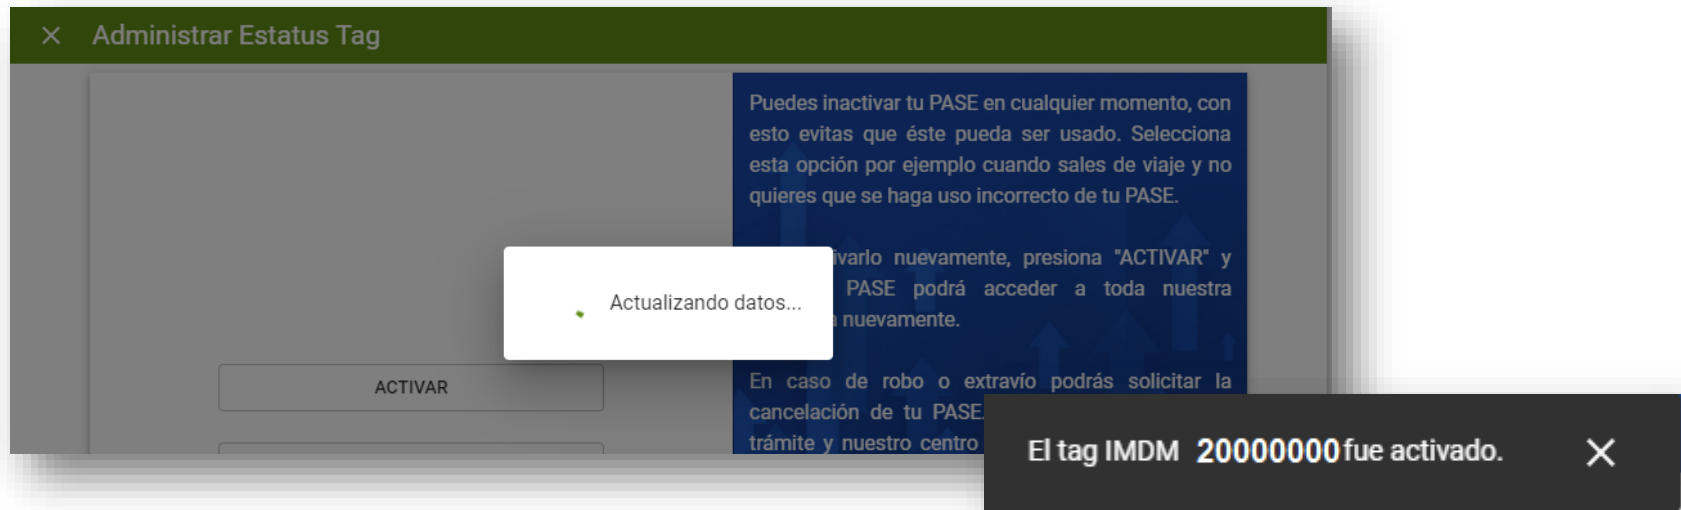 Administrar Estatus Tag
Puedes inactivar tu PASE en cualquier momento, con
esto evitas que éste pueda ser usado. Selecciona
esta opción por ejemplo cuando sales de viaje y no
quieres que se haga uso incorrecto de tu PASE.
ivarlo nuevamente, presiona "ACTIVAR" y
PASE podrá acceder a toda nuestra
nuevamente.
Actualizando datos...
ACTIVAR
En caso de robo o extravío podrás solicitar la
cancelación de tu PASE.
trámite y nuestro centro
El tag IMDM 20000000 fue activado.